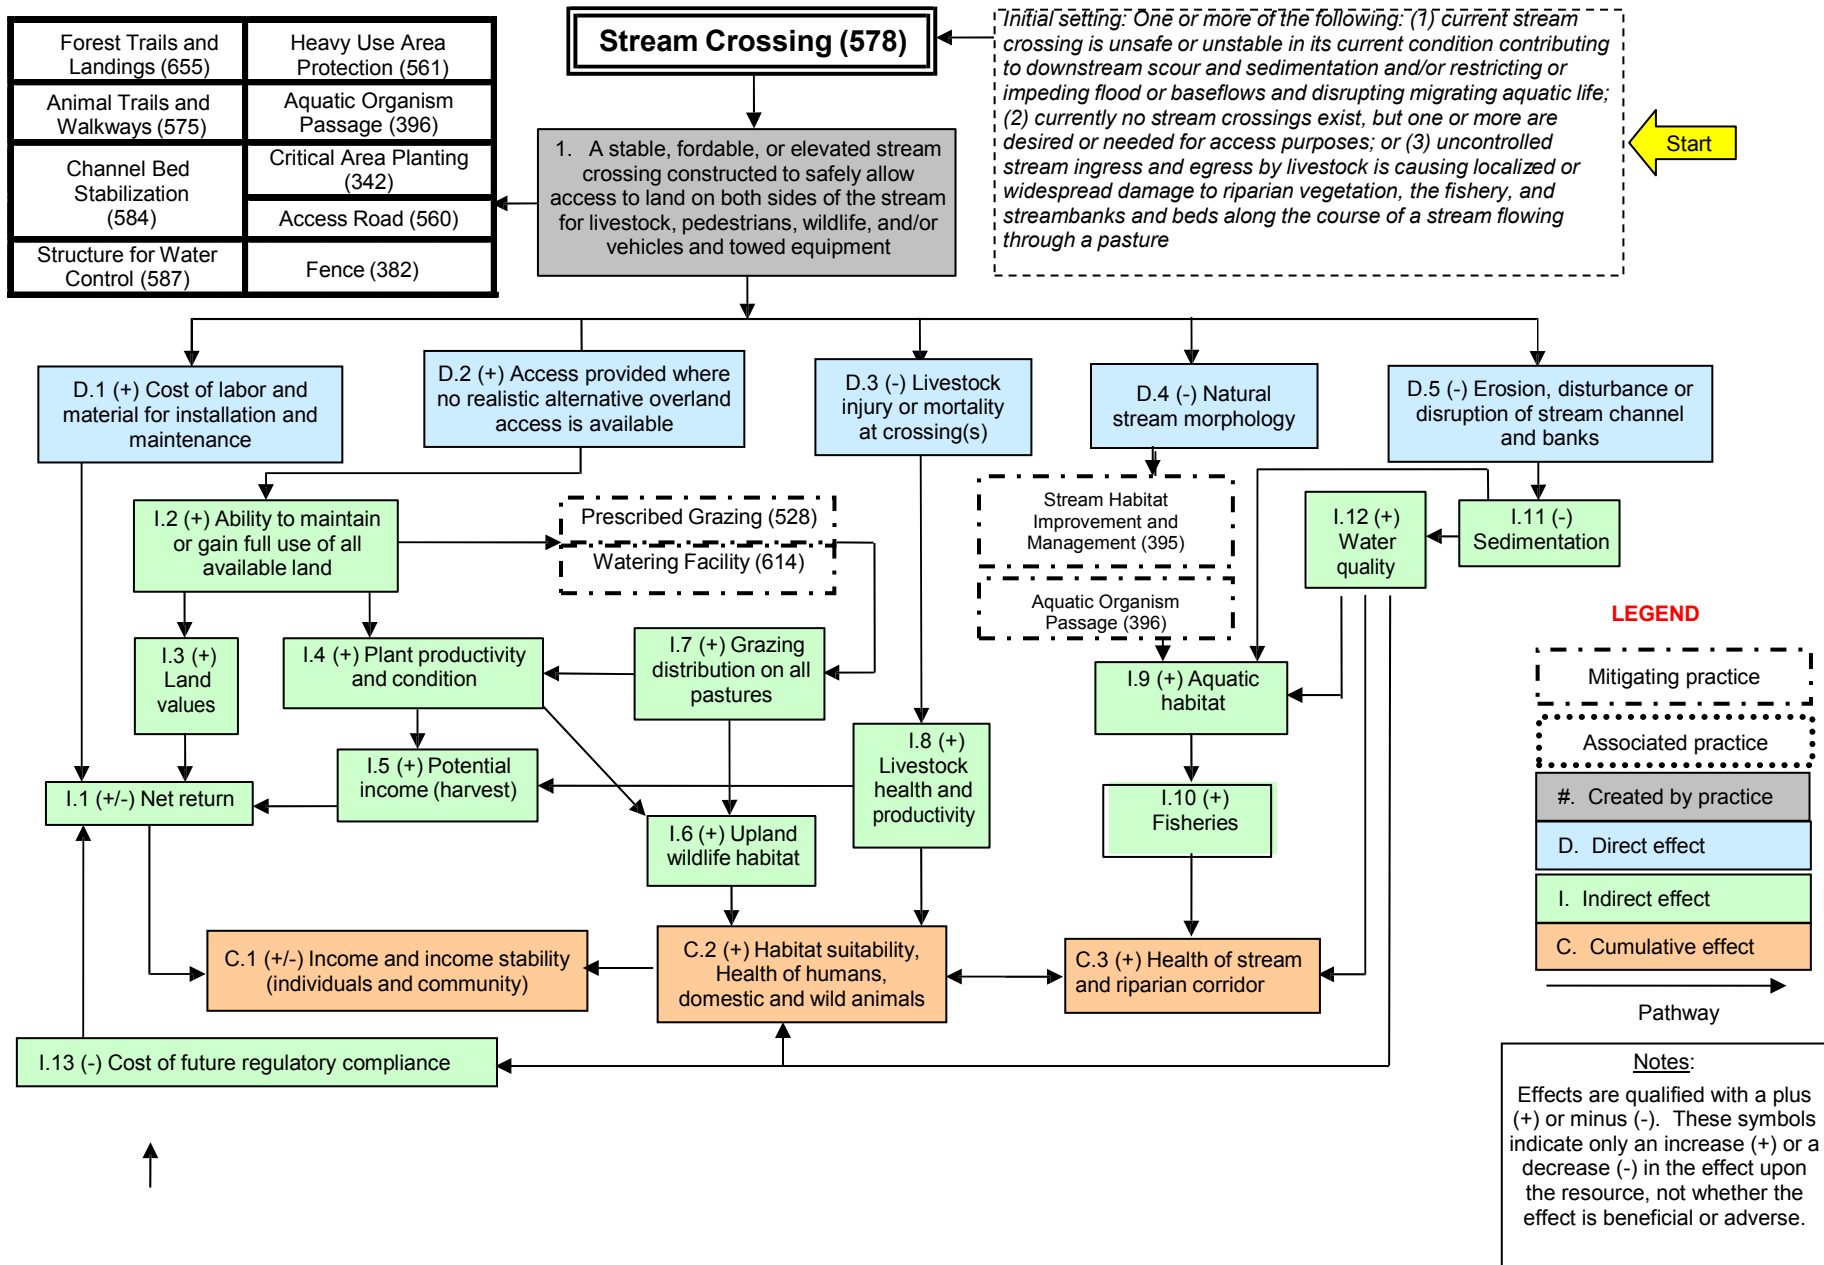 Forest Trails and
Landings (655)
Heavy Use Area
Protection (561)
Animal Trails and
Walkways (575)
Aquatic Organism
Passage (396)
Channel Bed
Stabilization
(584)
Critical Area Planting
(342)
Access Road (560)
Structure for Water
Control (587)
Fence (382)
Stream Crossing (578)
Initial setting: One or more of the following: (1) current stream
crossing is unsafe or unstable in its current condition contributing
to downstream scour and sedimentation and/or restricting or
impeding flood or baseflows and disrupting migrating aquatic life;
(2) currently no stream crossings exist, but one or more are
desired or needed for access purposes; or (3) uncontrolled
stream ingress and egress by livestock is causing localized or
widespread damage to riparian vegetation, the fishery, and
streambanks and beds along the course of a stream flowing
through a pasture
Start
1. A stable, fordable, or elevated stream
crossing constructed to safely allow
access to land on both sides of the stream
for livestock, pedestrians, wildlife, and/or
vehicles and towed equipment
D.1 (+) Cost of labor and
material for installation and
maintenance
D.2 (+) Access provided where
no realistic alternative overland
access is available
D.3 (-) Livestock
injury or mortality
at crossing(s)
D.4 (-) Natural
stream morphology
D.5 (-) Erosion, disturbance or
disruption of stream channel
and banks
I.2 (+) Ability to maintain
or gain full use of all
available land
Prescribed Grazing (528)
Watering Facility (614)
Stream Habitat
Improvement and
Management (395)
Aquatic Organism
Passage (396)
I.12 (+)
Water
quality
I.11 (-)
Sedimentation
I.3 (+)
Land
values
I.4 (+) Plant productivity
and condition
I.7 (+) Grazing
distribution on all
pastures
I.9 (+) Aquatic
habitat
I.1 (+/-) Net return
I.5 (+) Potential
income (harvest)
I.8 (+)
Livestock
health and
productivity
I.6 (+) Upland
wildlife habitat
I.10 (+)
Fisheries
C.1 (+/-) Income and income stability
(individuals and community)
C.2 (+) Habitat suitability,
Health of humans,
domestic and wild animals
C.3 (+) Health of stream
and riparian corridor
I.13 (-) Cost of future regulatory compliance
LEGEND
Mitigating practice
Associated practice
#. Created by practice
D. Direct effect
I. Indirect effect
C. Cumulative effect
Pathway
Notes:
Effects are qualified with a plus
(+) or minus (-). These symbols
indicate only an increase (+) or a
decrease (-) in the effect upon
the resource, not whether the
effect is beneficial or adverse.